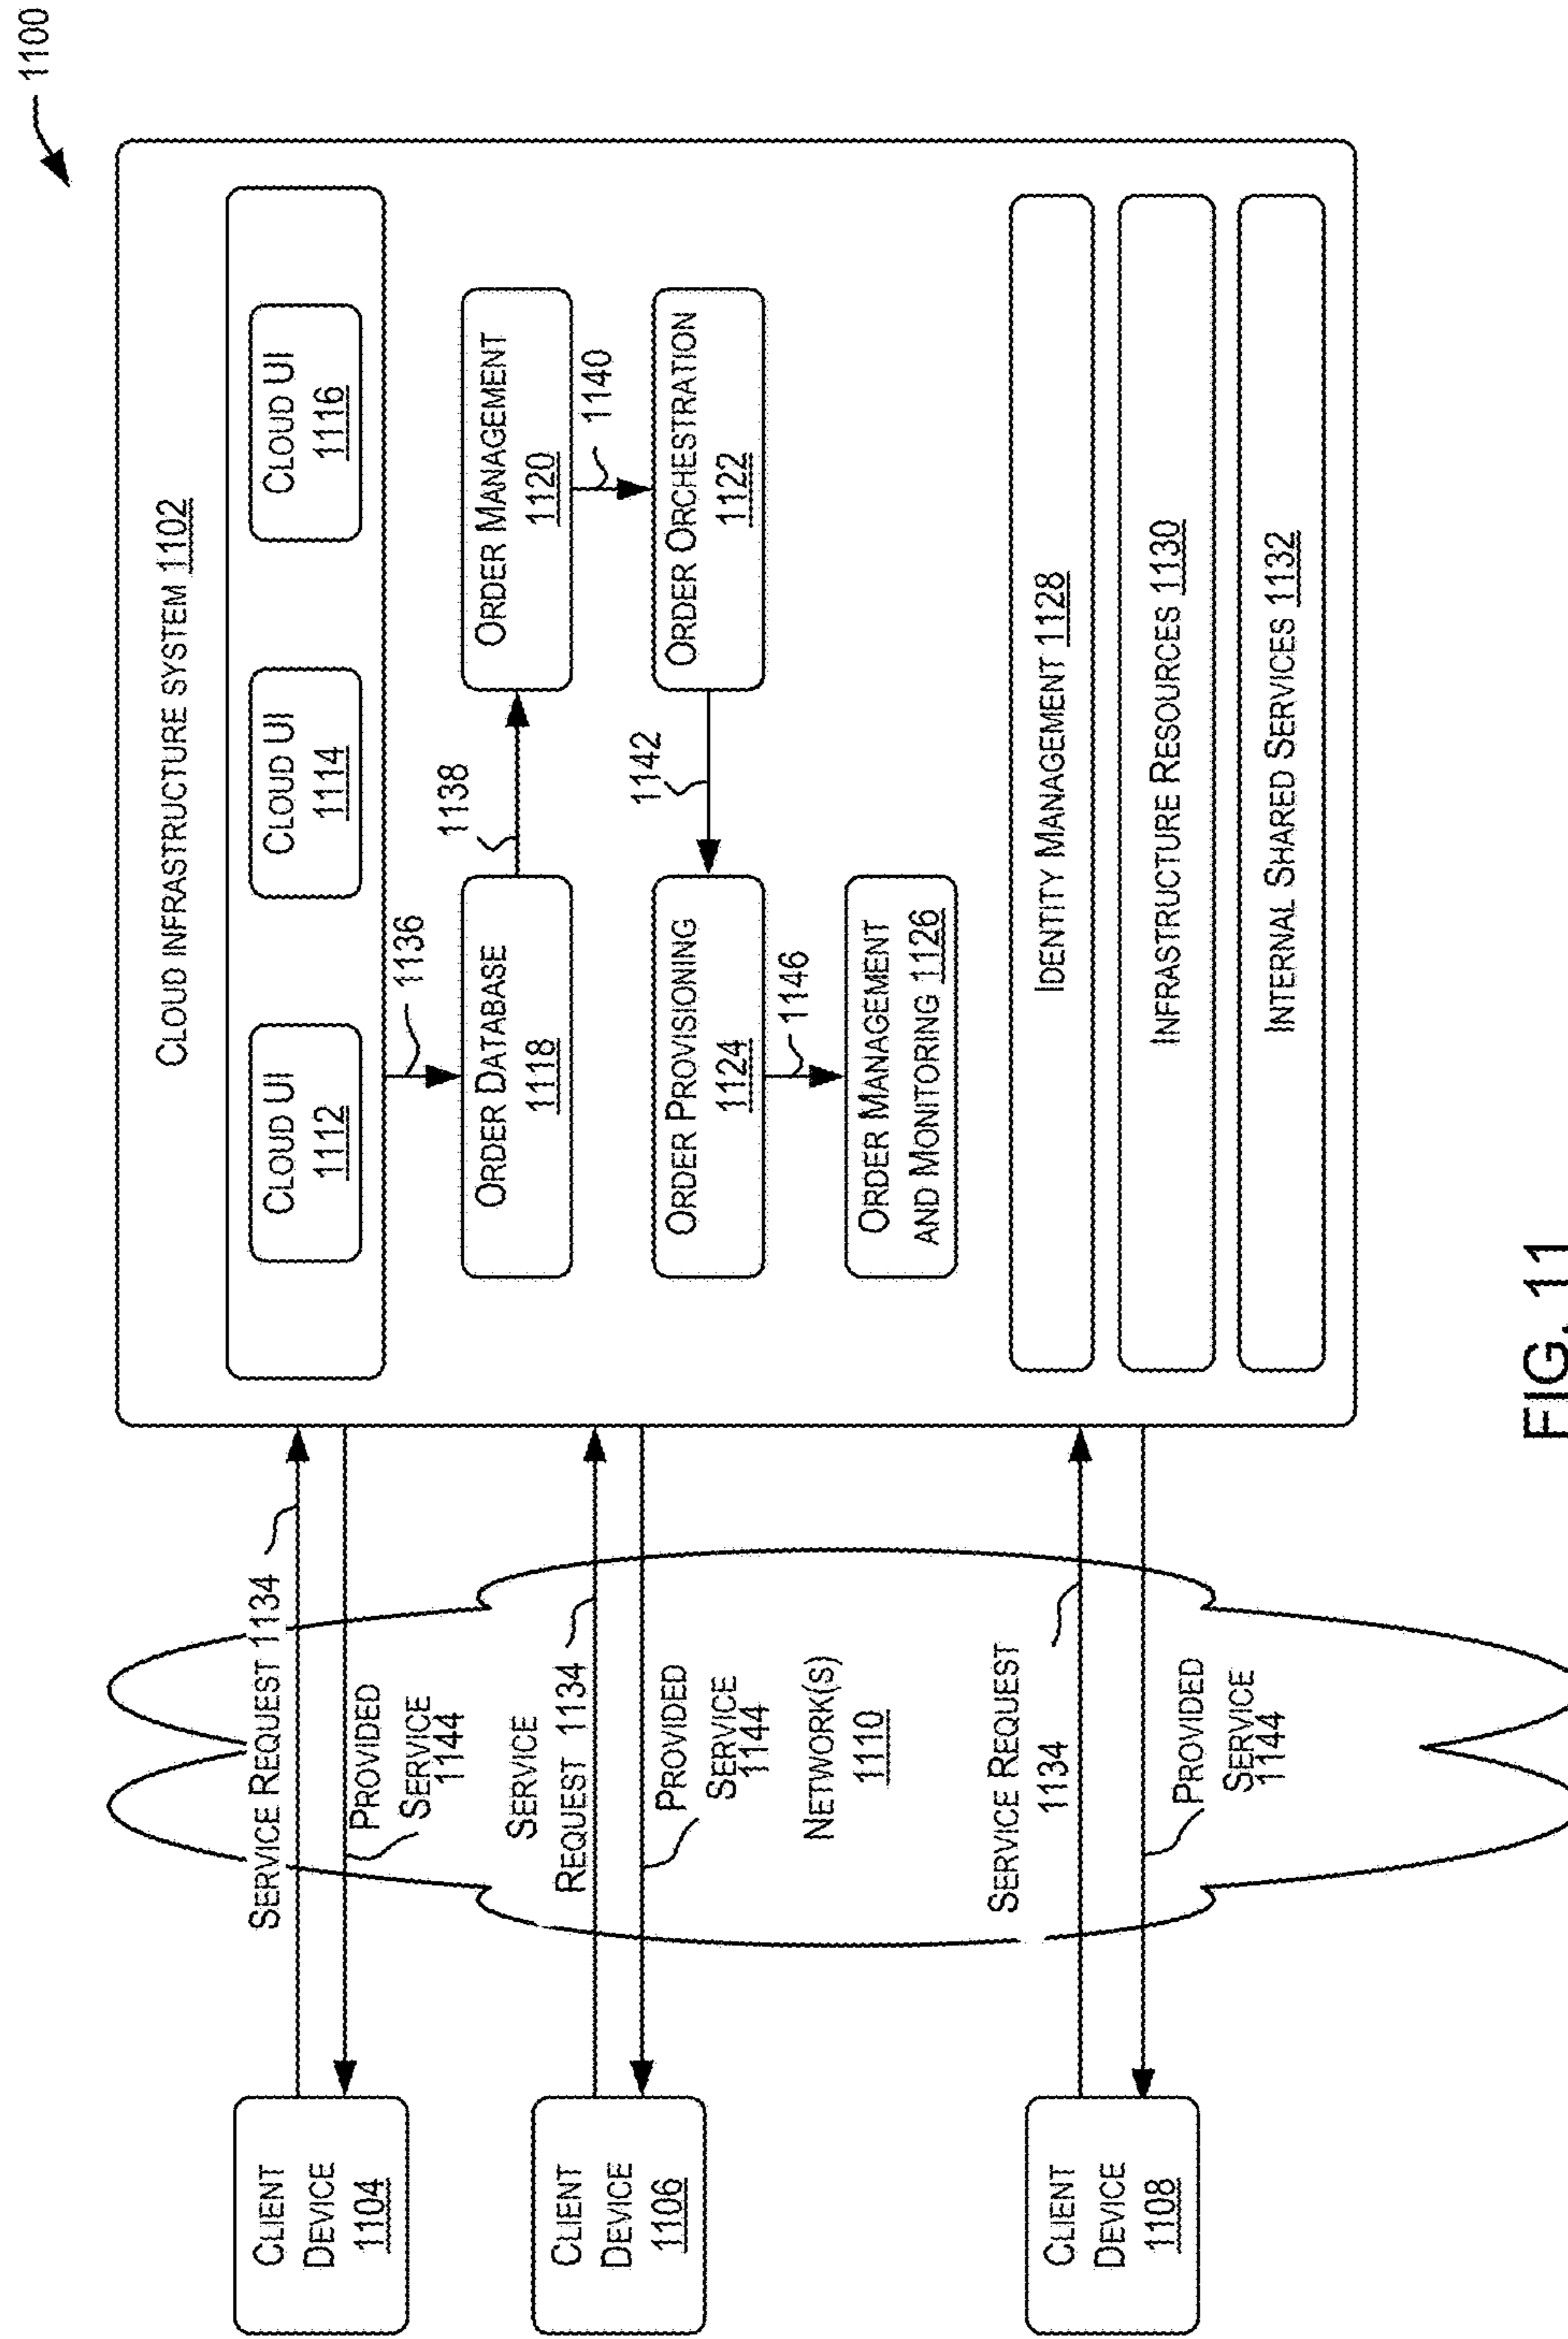 1100
CLOUD INFRASTRUCTURE SYSTEM 1102
CLOUD UI
1112
CLOUD UI
1114
CLOUD UI
1116
1136
ORDER DATABASE
1118
1138
ORDER MANAGEMENT
1120
1140
ORDER PROVISIONING
1124
1142
ORDER ORCHESTRATION
1122
1146
ORDER MANAGEMENT
AND MONITORING 1126
IDENTITY MANAGEMENT 1128
INFRASTRUCTURE RESOURCES 1130
INTERNAL SHARED SERVICES 1132
CLIENT
DEVICE
1104
SERVICE REQUEST 1134
PROVIDED
SERVICE
1144
CLIENT
DEVICE
1106
SERVICE
REQUEST 1134
PROVIDED
SERVICE
1144
NETWORK(S)
1110
CLIENT
DEVICE
1108
SERVICE REQUEST
1134
PROVIDED
SERVICE
1144
FIG. 11